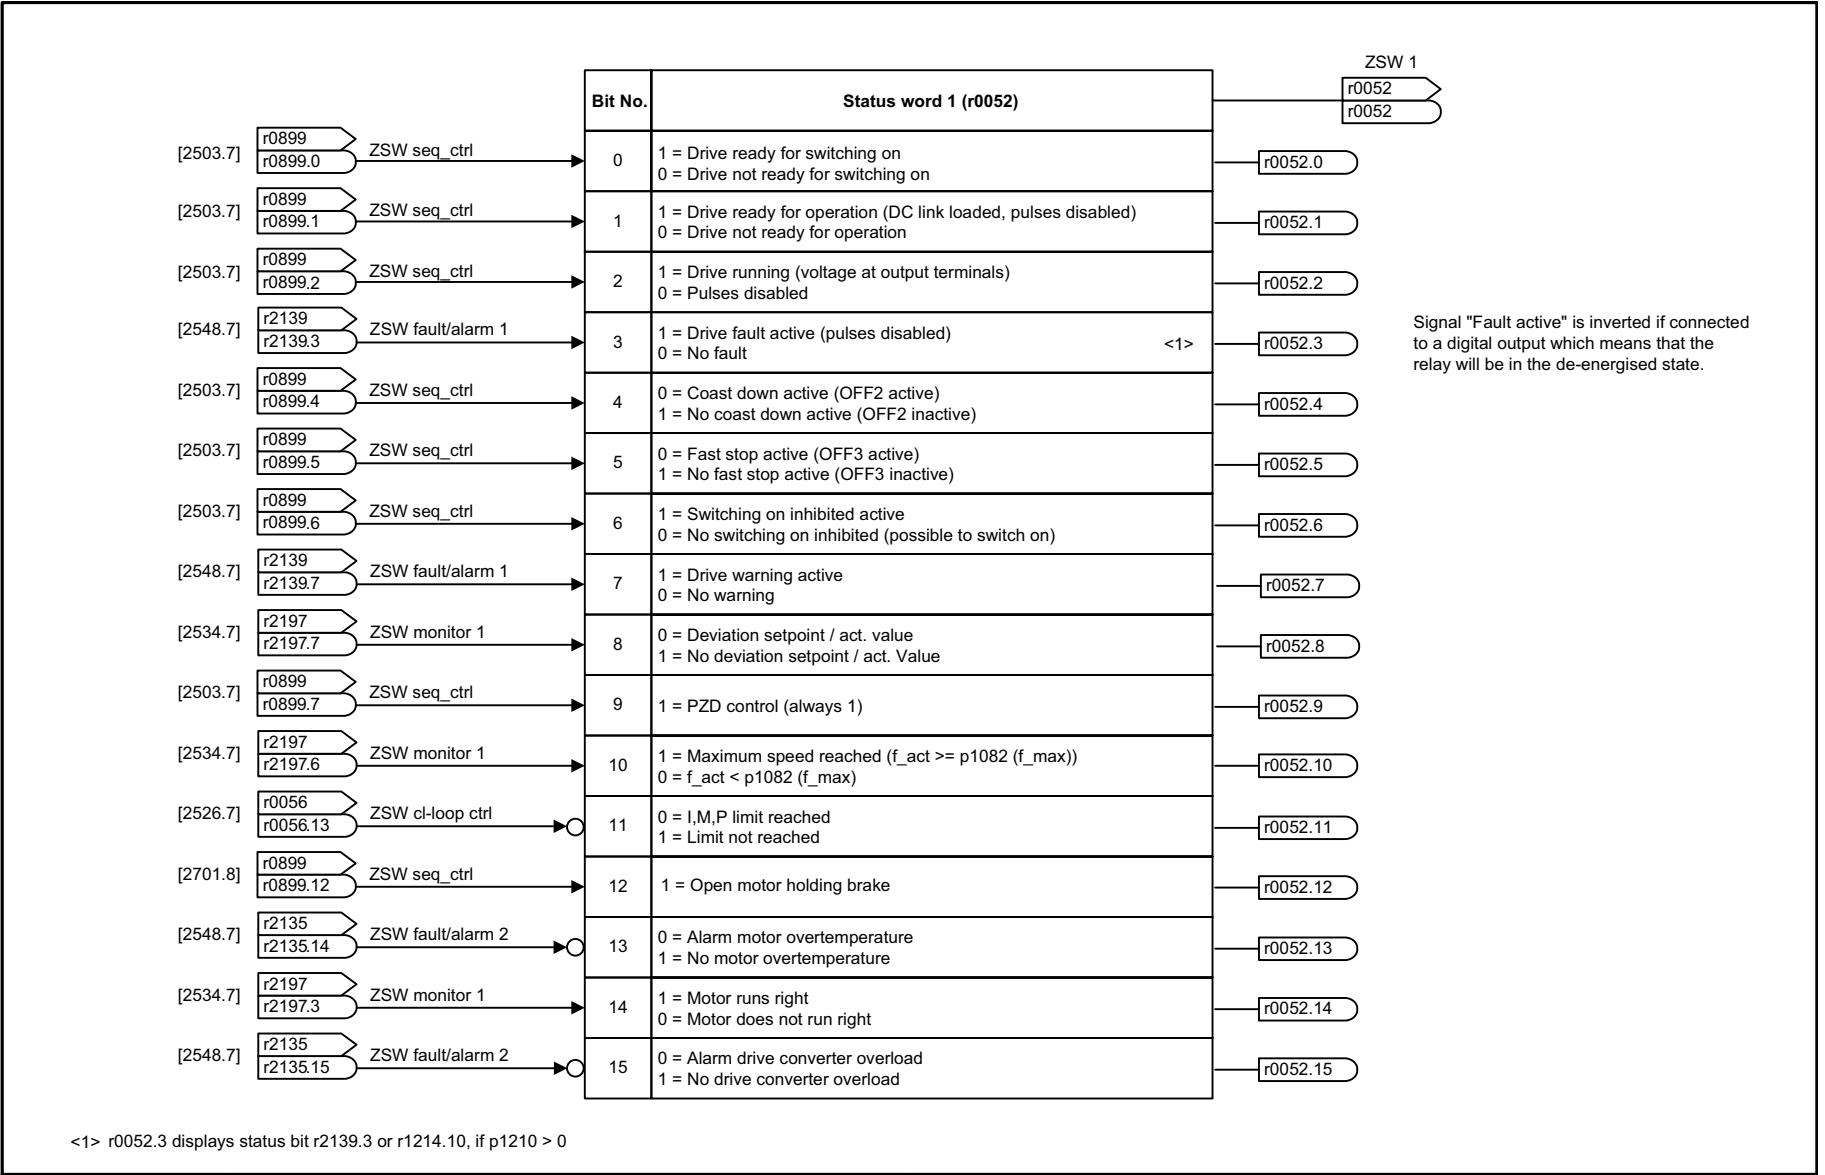 ZSW 1
r0052
r0052
Bit No.
Status word 1 (r0052)
[2503.7]
r0899
r0899.0
ZSW seq_ctrl
0
1 = Drive ready for switching on
0 = Drive not ready for switching on
r0052.0
[2503.7]
r0899
r0899.1
ZSW seq_ctrl
1
1 = Drive ready for operation (DC link loaded, pulses disabled)
0 = Drive not ready for operation
r0052.1
[2503.7]
r0899
r0899.2
ZSW seq_ctrl
2
1 = Drive running (voltage at output terminals)
0 = Pulses disabled
r0052.2
[2548.7]
r2139
r2139.3
ZSW fault/alarm 1
3
1 = Drive fault active (pulses disabled)
0 = No fault
<1>
r0052.3
Signal "Fault active" is inverted if connected
to a digital output which means that the
relay will be in the de-energised state.
[2503.7]
r0899
r0899.4
ZSW seq_ctrl
4
0 = Coast down active (OFF2 active)
1 = No coast down active (OFF2 inactive)
r0052.4
[2503.7]
r0899
r0899.5
ZSW seq_ctrl
5
0 = Fast stop active (OFF3 active)
1 = No fast stop active (OFF3 inactive)
r0052.5
[2503.7]
r0899
r0899.6
ZSW seq_ctrl
6
1 = Switching on inhibited active
0 = No switching on inhibited (possible to switch on)
r0052.6
[2548.7]
r2139
r2139.7
ZSW fault/alarm 1
7
1 = Drive warning active
0 = No warning
r0052.7
[2534.7]
r2197
r2197.7
ZSW monitor 1
8
0 = Deviation setpoint / act. value
1 = No deviation setpoint / act. Value
r0052.8
[2503.7]
r0899
r0899.7
ZSW seq_ctrl
9
1 = PZD control (always 1)
r0052.9
[2534.7]
r2197
r2197.6
ZSW monitor 1
10
1 = Maximum speed reached (f_act >= p1082 (f_max))
0 = f_act < p1082 (f_max)
r0052.10
[2526.7]
r0056
r0056.13
ZSW cl-loop ctrl
11
0 = I,M,P limit reached
1 = Limit not reached
r0052.11
[2701.8]
r0899
r0899.12
ZSW seq_ctrl
12
1 = Open motor holding brake
r0052.12
[2548.7]
r2135
r2135.14
ZSW fault/alarm 2
13
0 = Alarm motor overtemperature
1 = No motor overtemperature
r0052.13
[2534.7]
r2197
r2197.3
ZSW monitor 1
14
1 = Motor runs right
0 = Motor does not run right
r0052.14
[2548.7]
r2135
r2135.15
ZSW fault/alarm 2
15
0 = Alarm drive converter overload
1 = No drive converter overload
r0052.15
<1> r0052.3 displays status bit r2139.3 or r1214.10, if p1210 > 0